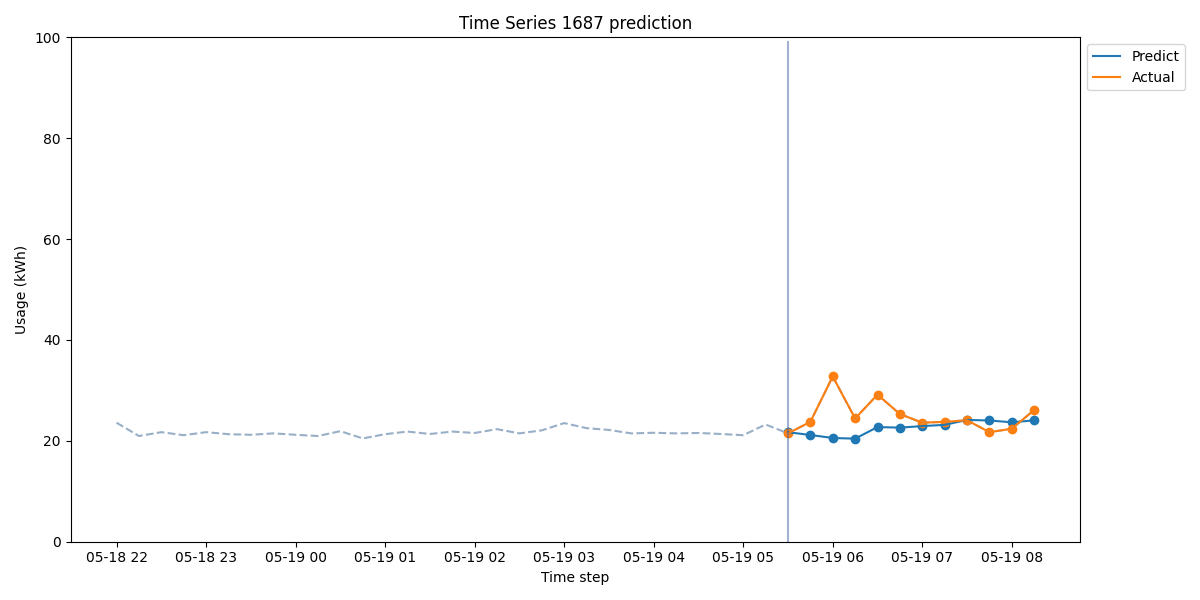 Time Series 1687 prediction
Predict
Actual
Usage (kWh)
100
80
60
40
20
0
05-18 22 05-18 23 05-19 00 05-19 01 05-19 02 05-19 03 05-19 04 05-19 05 05-19 06 05-19 07 05-19 08
Time step